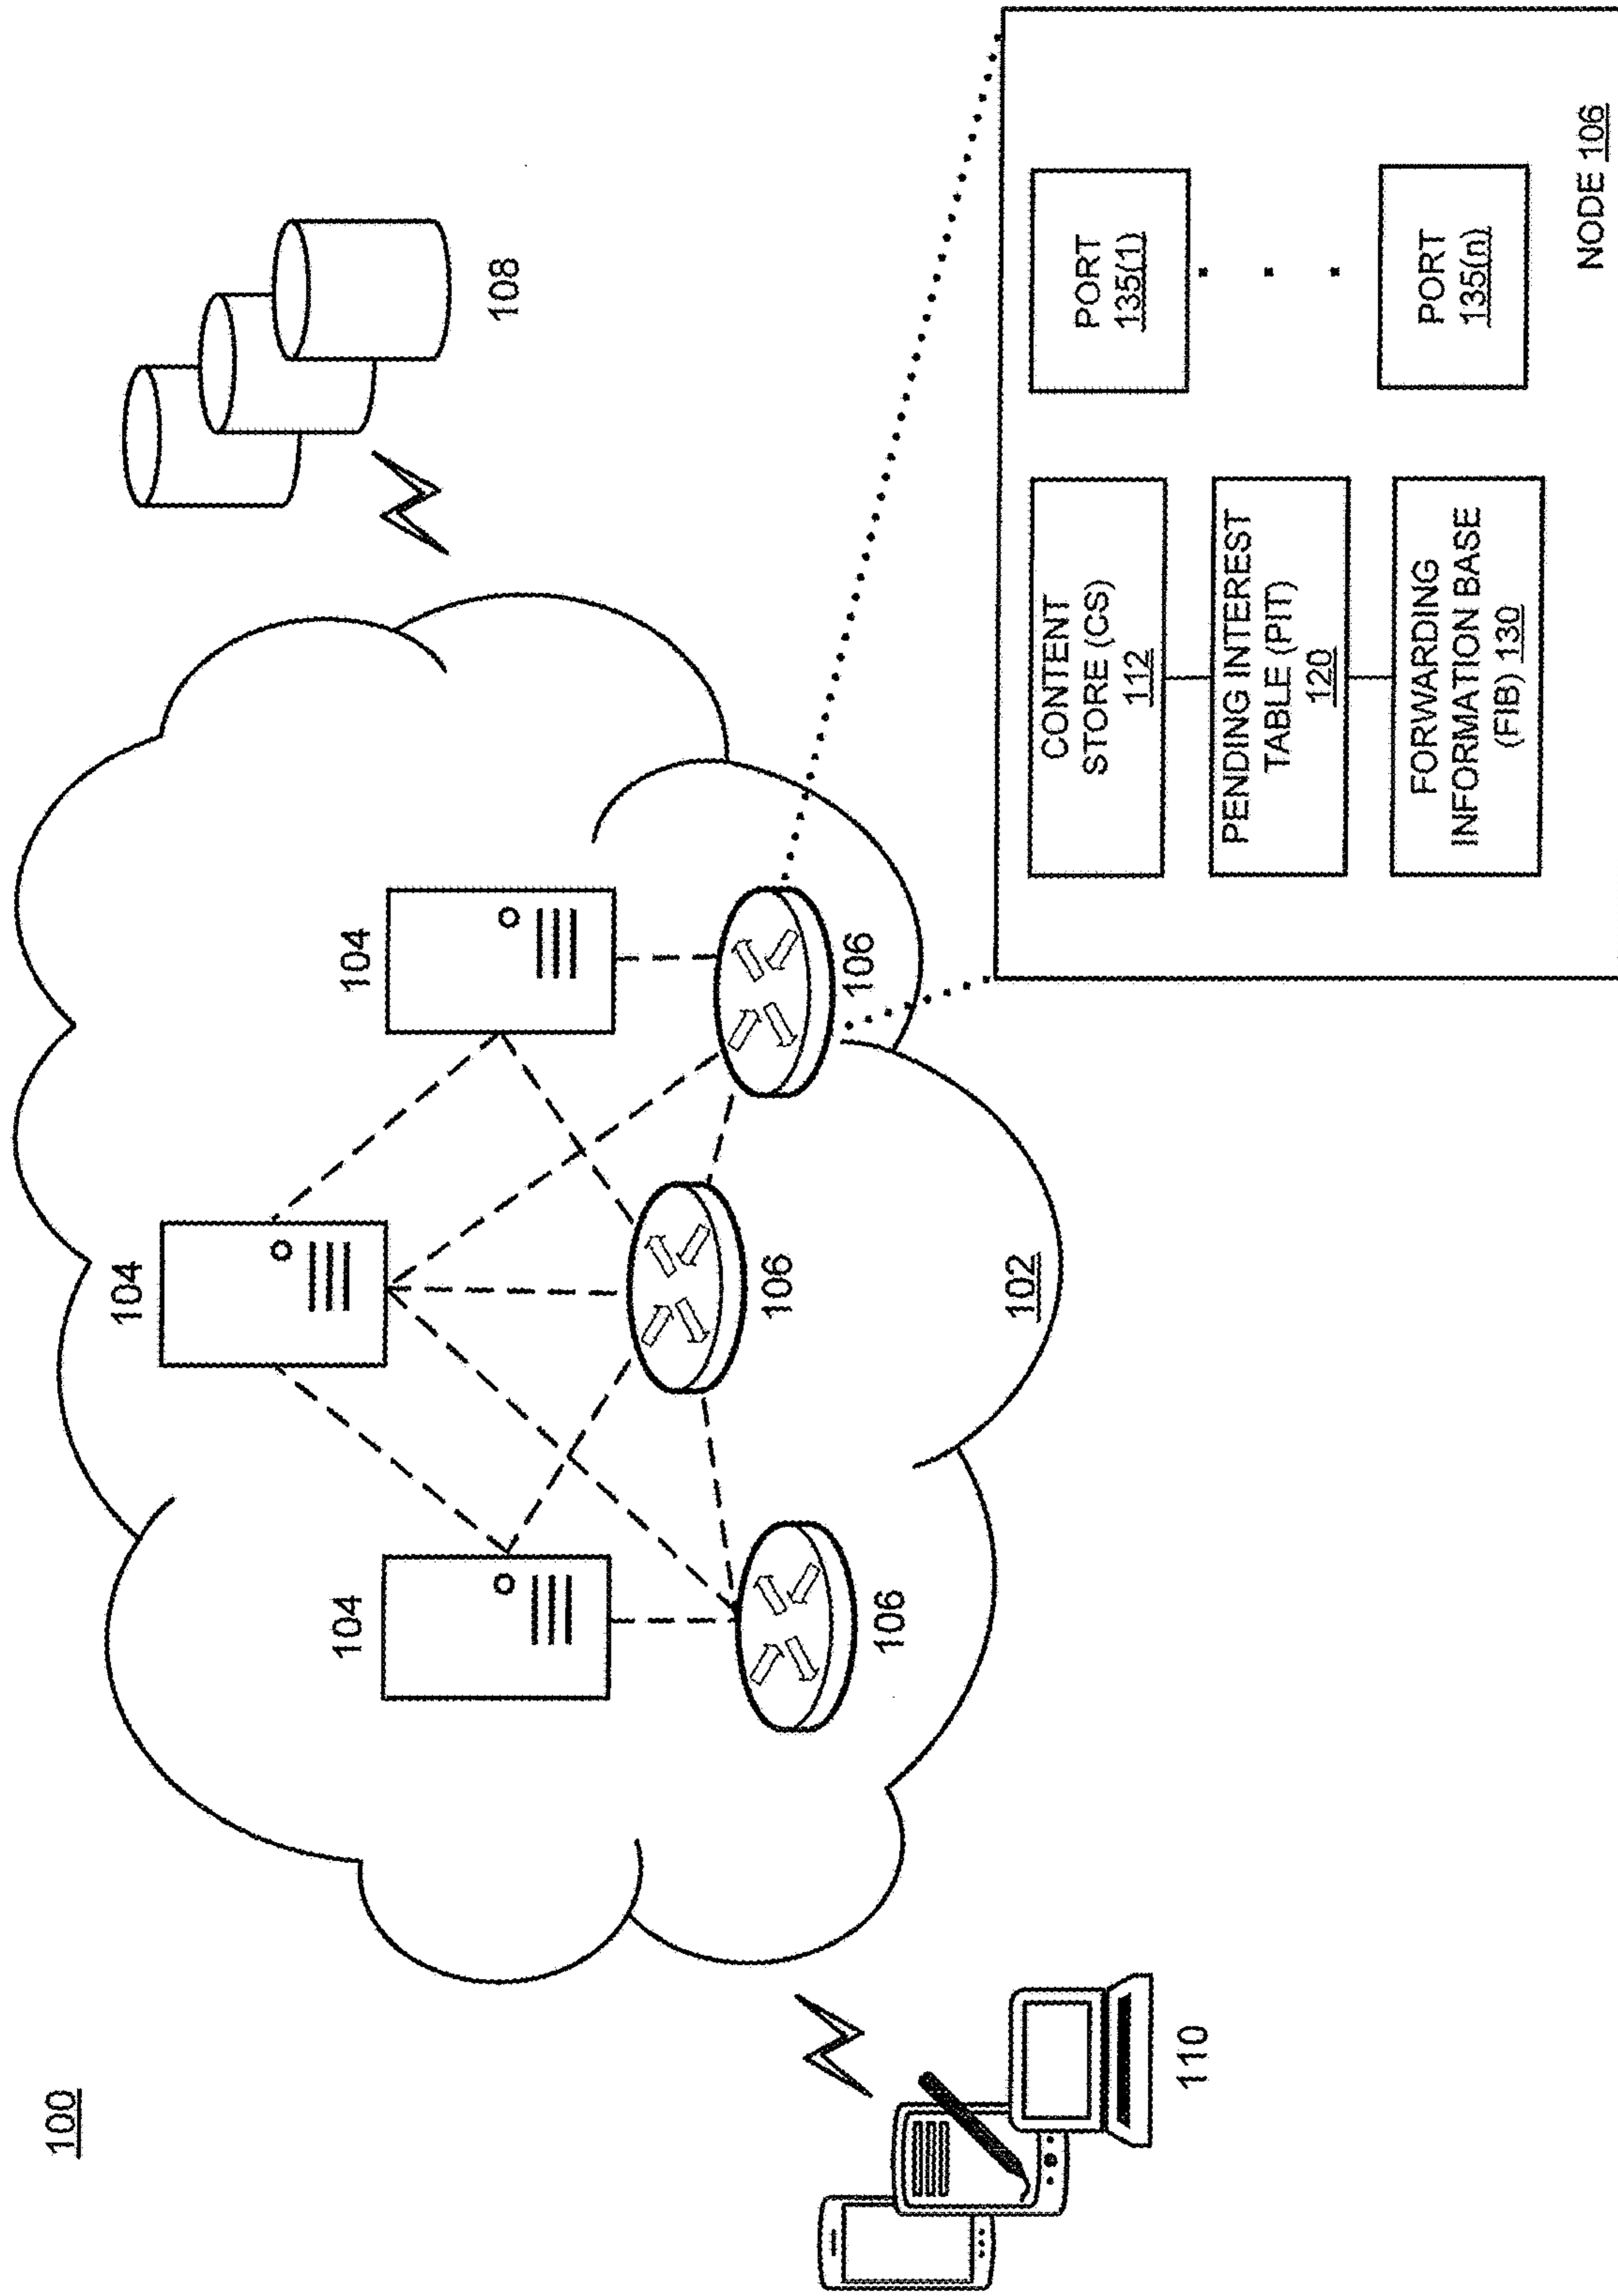 100
104
104
104
106
106
106
102
108
110
CONTENT
STORE (CS)
112
PENDING INTEREST
TABLE (PIT)
120
FORWARDING
INFORMATION BASE
(FIB) 130
PORT
135(1)
PORT
135(n)
NODE 106